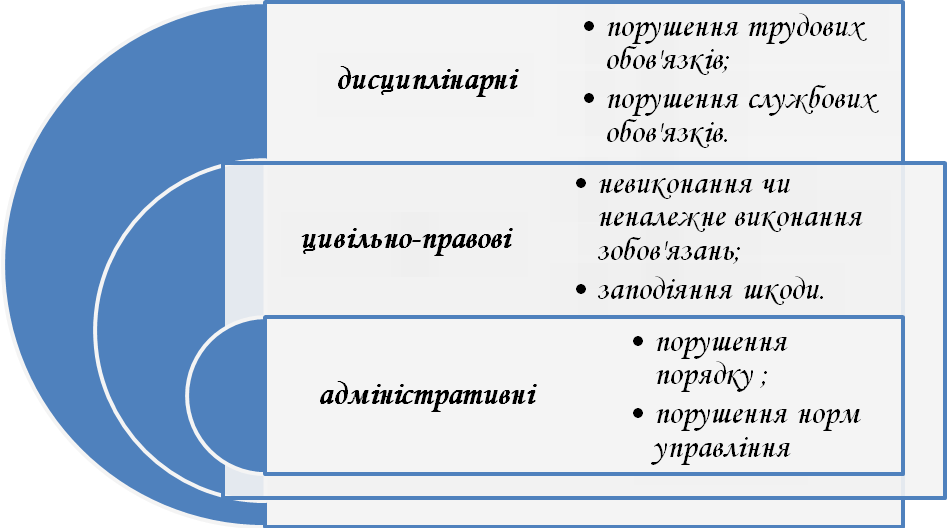 дисциплінарні
• порушення трудових
обов'язків;
• порушення службових
обов'язків.
цивільно-правові
• невиконання чи
неналежне виконання
зобов'язань;
• заподіяння шкоди.
адміністративні
• порушення
порядку ;
• порушення норм
управління